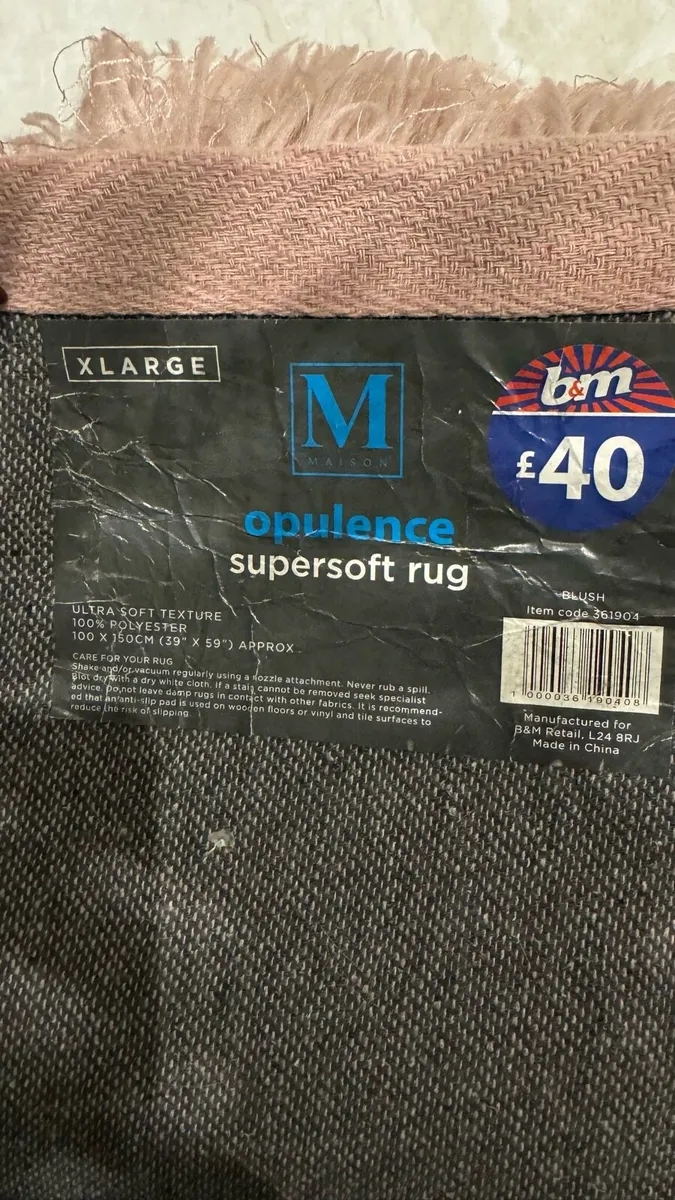 XLARGE
M
MAISON
b&m
£40
opulence
supersoft rug
ULTRA SOFT TEXTURE
100% POLYESTER
100 X 150CM (39" X 59") APPROX
CARE FOR YOUR RUG
Shake and/or vacuum regularly using a nozzle attachment. Never rub a spill.
Blot dry with a dry white cloth. If a stain cannot be removed seek specialist
advice. Do not leave damp rugs in contact with other fabrics. It is recommend-
ed that an anti-slip pad is used on wooden floors or vinyl and tile surfaces to
reduce the risk of slipping
BLUSH
Item code 361904
1 000036 190408
Manufactured for
B&M Retail, L24 8RJ
Made in China